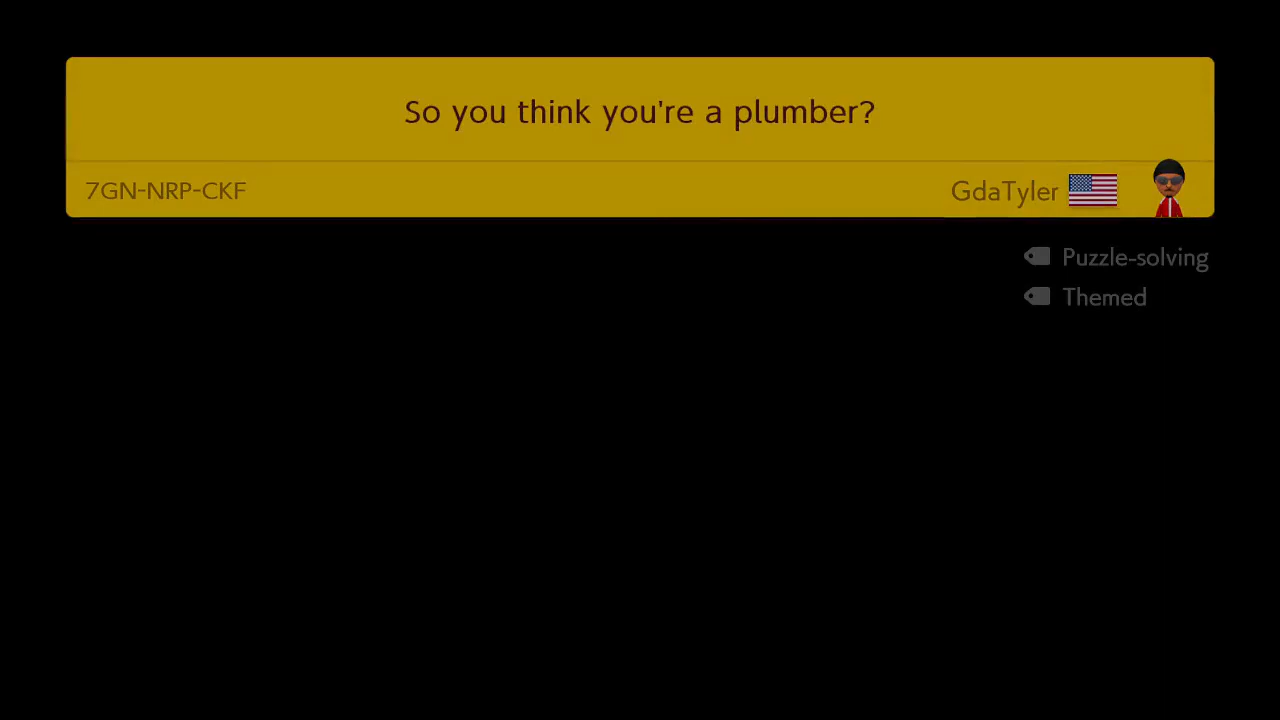 So you think you're a plumber?
7GN-NRP-CKF
GdaTyler
Puzzle-solving
Themed